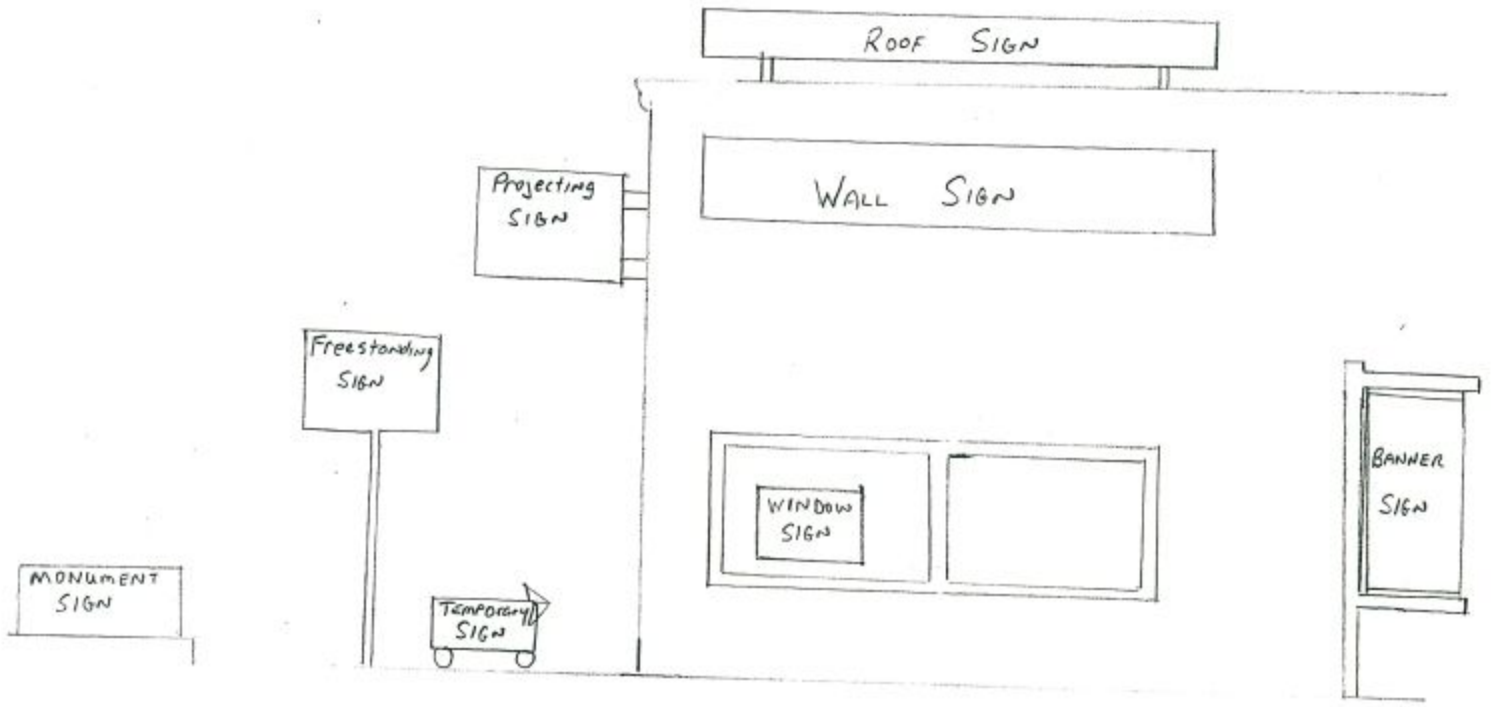 ROOF SIGN
WALL SIGN
Projecting
SIGN
Freestanding
SIGN
BANNER
SIGN
WINDOW
SIGN
MONUMENT
SIGN
TEMPORARY
SIGN